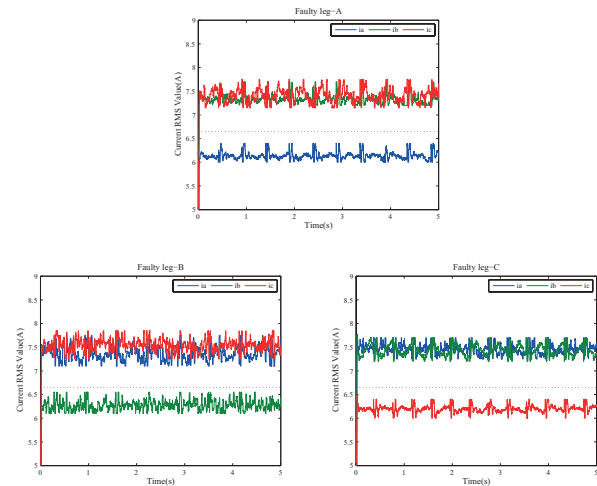 Faulty leg-A
ia ib ic
Current RMS Value(A)
9
8.5
8
7.5
7
6.5
6
5.5
5
0 1 2 3 4 5
Time(s)
Faulty leg-B
ia ib ic
Current RMS Value(A)
9
8.5
8
7.5
7
6.5
6
5.5
5
0 1 2 3 4 5
Time(s)
Faulty leg-C
ia ib ic
Current RMS Value(A)
9
8.5
8
7.5
7
6.5
6
5.5
5
0 1 2 3 4 5
Time(s)